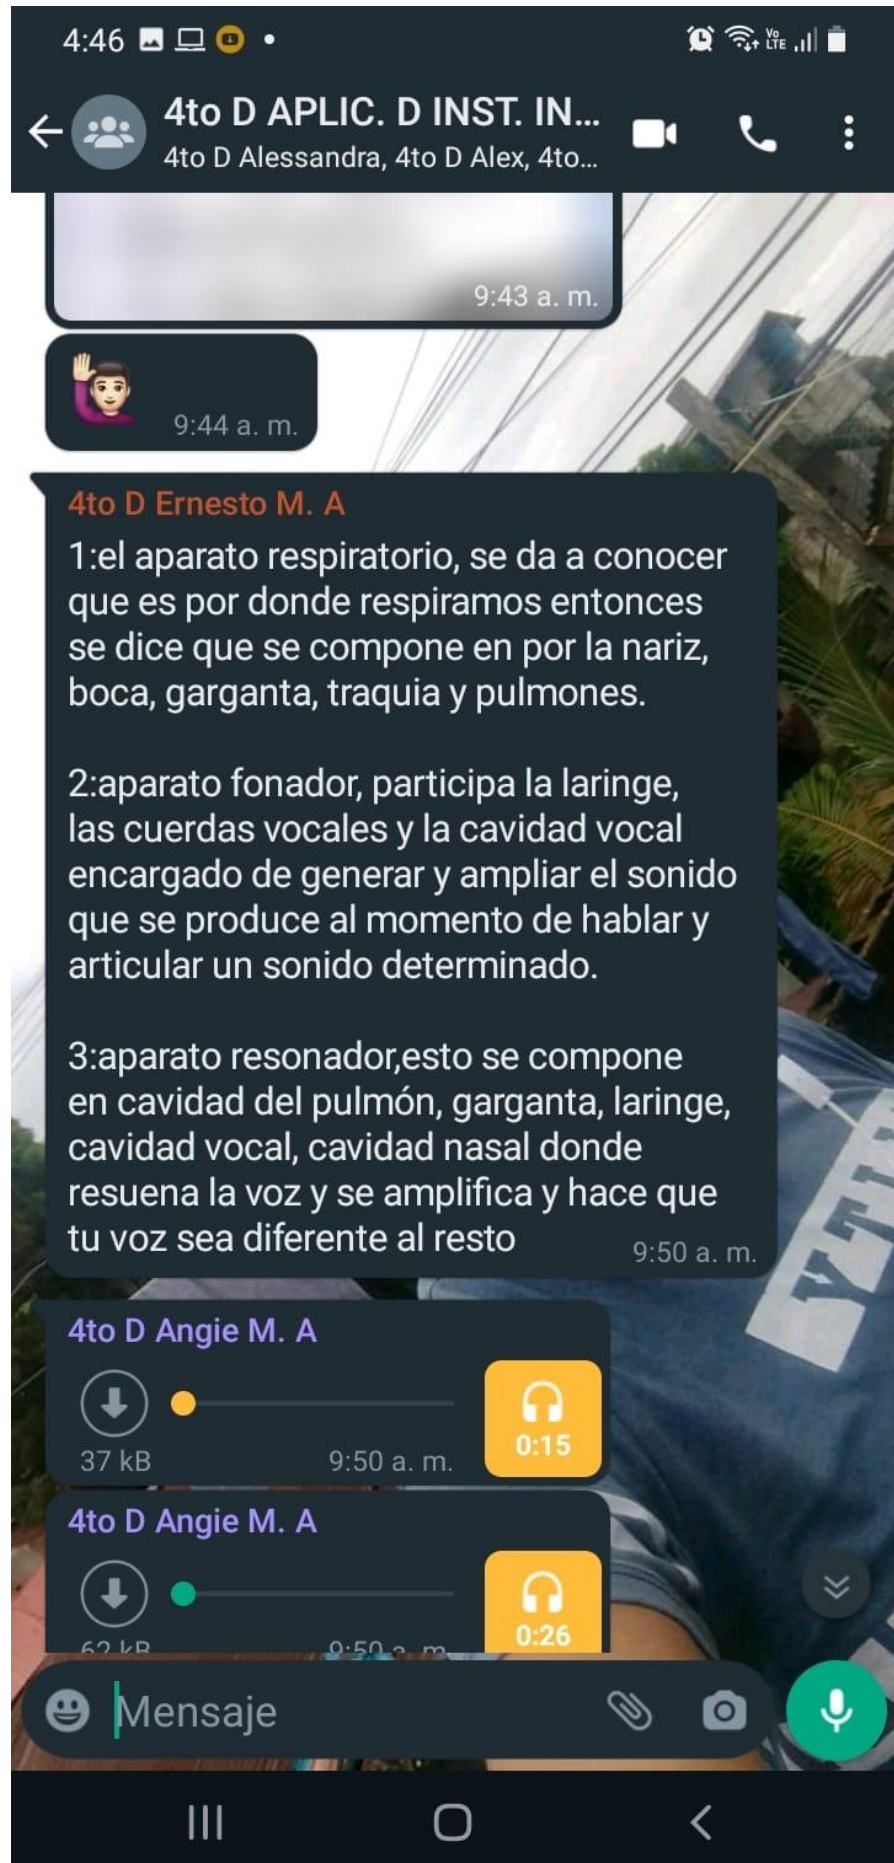 4:46
Vo
LTE
4to D APLIC. D INST. IN...
4to D Alessandra, 4to D Alex, 4to...
9:43 a. m.
9:44 a. m.
4to D Ernesto M. A
1:el aparato respiratorio, se da a conocer
que es por donde respiramos entonces
se dice que se compone en por la nariz,
boca, garganta, traquia y pulmones.
2:aparato fonador, participa la laringe,
las cuerdas vocales y la cavidad vocal
encargado de generar y ampliar el sonido
que se produce al momento de hablar y
articular un sonido determinado.
3:aparato resonador,esto se compone
en cavidad del pulmón, garganta, laringe,
cavidad vocal, cavidad nasal donde
resuena la voz y se amplifica y hace que
tu voz sea diferente al resto
9:50 a. m.
4to D Angie M. A
0:15
37 kB 9:50 a. m.
4to D Angie M. A
0:26
62 kB 9:50 a. m.
Mensaje